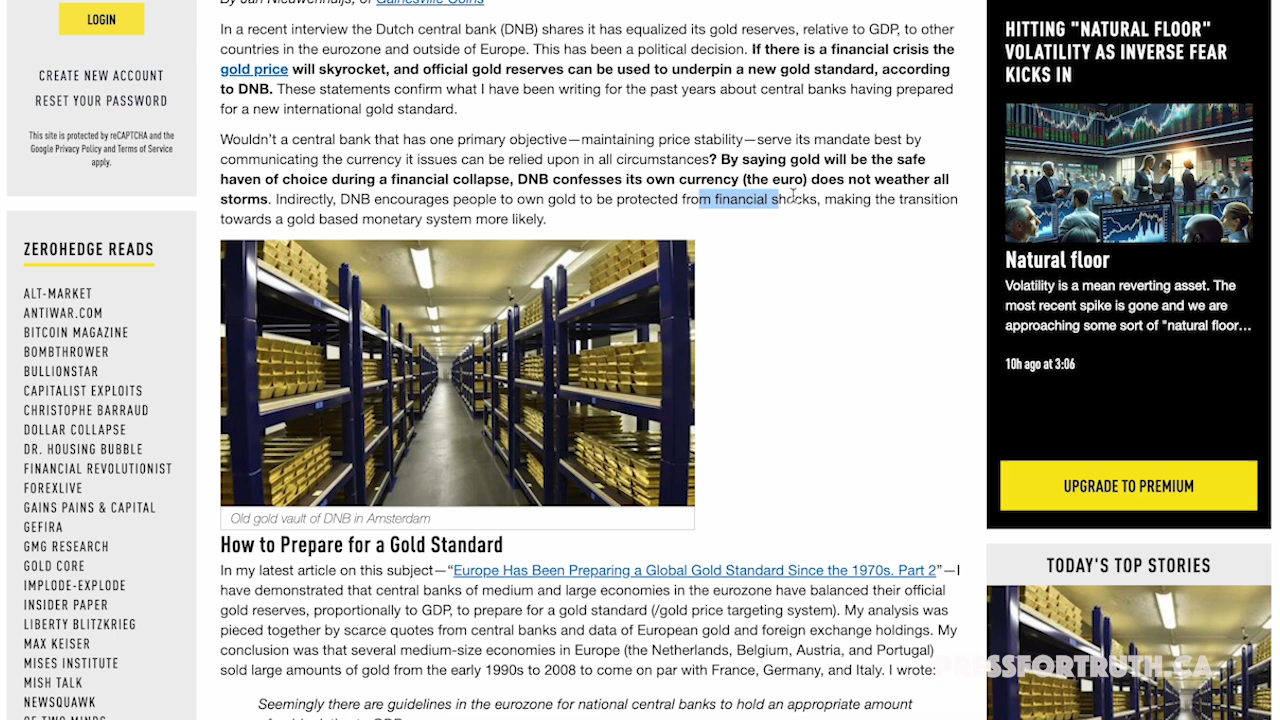 LOGIN
CREATE NEW ACCOUNT
RESET YOUR PASSWORD
This site is protected by reCAPTCHA and the
Google Privacy Policy and Terms of Service
apply.
ZEROHEDGE READS
ALT-MARKET
ANTIWAR.COM
BITCOIN MAGAZINE
BOMBTHROWER
BULLIONSTAR
CAPITALIST EXPLOITS
CHRISTOPHE BARRAUD
DOLLAR COLLAPSE
DR. HOUSING BUBBLE
FINANCIAL REVOLUTIONIST
FOREXLIVE
GAINS PAINS & CAPITAL
GEFIRA
GMG RESEARCH
GOLD CORE
IMPLODE-EXPLODE
INSIDER PAPER
LIBERTY BLITZKRIEG
MAX KEISER
MISES INSTITUTE
MISH TALK
NEWSQUAWK
OF TWO MINDS
By Jan Nieuwenhuijs, of Gainesville Coins
In a recent interview the Dutch central bank (DNB) shares it has equalized its gold reserves, relative to GDP, to other
countries in the eurozone and outside of Europe. This has been a political decision. If there is a financial crisis the
gold price will skyrocket, and official gold reserves can be used to underpin a new gold standard, according
to DNB. These statements confirm what I have been writing for the past years about central banks having prepared
for a new international gold standard.
Wouldn't a central bank that has one primary objective—maintaining price stability—serve its mandate best by
communicating the currency it issues can be relied upon in all circumstances? By saying gold will be the safe
haven of choice during a financial collapse, DNB confesses its own currency (the euro) does not weather all
storms. Indirectly, DNB encourages people to own gold to be protected from financial shocks, making the transition
towards a gold based monetary system more likely.
Old gold vault of DNB in Amsterdam
How to Prepare for a Gold Standard
In my latest article on this subject—“Europe Has Been Preparing a Global Gold Standard Since the 1970s. Part 2”—I
have demonstrated that central banks of medium and large economies in the eurozone have balanced their official
gold reserves, proportionally to GDP, to prepare for a gold standard (/gold price targeting system). My analysis was
pieced together by scarce quotes from central banks and data of European gold and foreign exchange holdings. My
conclusion was that several medium-size economies in Europe (the Netherlands, Belgium, Austria, and Portugal)
sold large amounts of gold from the early 1990s to 2008 to come on par with France, Germany, and Italy. I wrote:
Seemingly there are guidelines in the eurozone for national central banks to hold an appropriate amount
HITTING "NATURAL FLOOR"
VOLATILITY AS INVERSE FEAR
KICKS IN
Natural floor
Volatility is a mean reverting asset. The
most recent spike is gone and we are
approaching some sort of "natural floor...
10h ago at 3:06
UPGRADE TO PREMIUM
TODAY'S TOP STORIES
PRESSFORTRUTH.CA